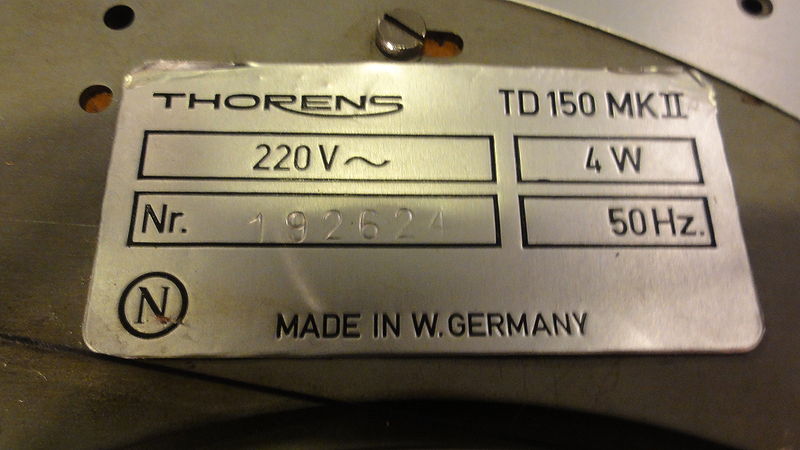 THORENS TD 150 MK II
220 V ~ 4 W
Nr. 192624 50 Hz.
N
MADE IN W. GERMANY